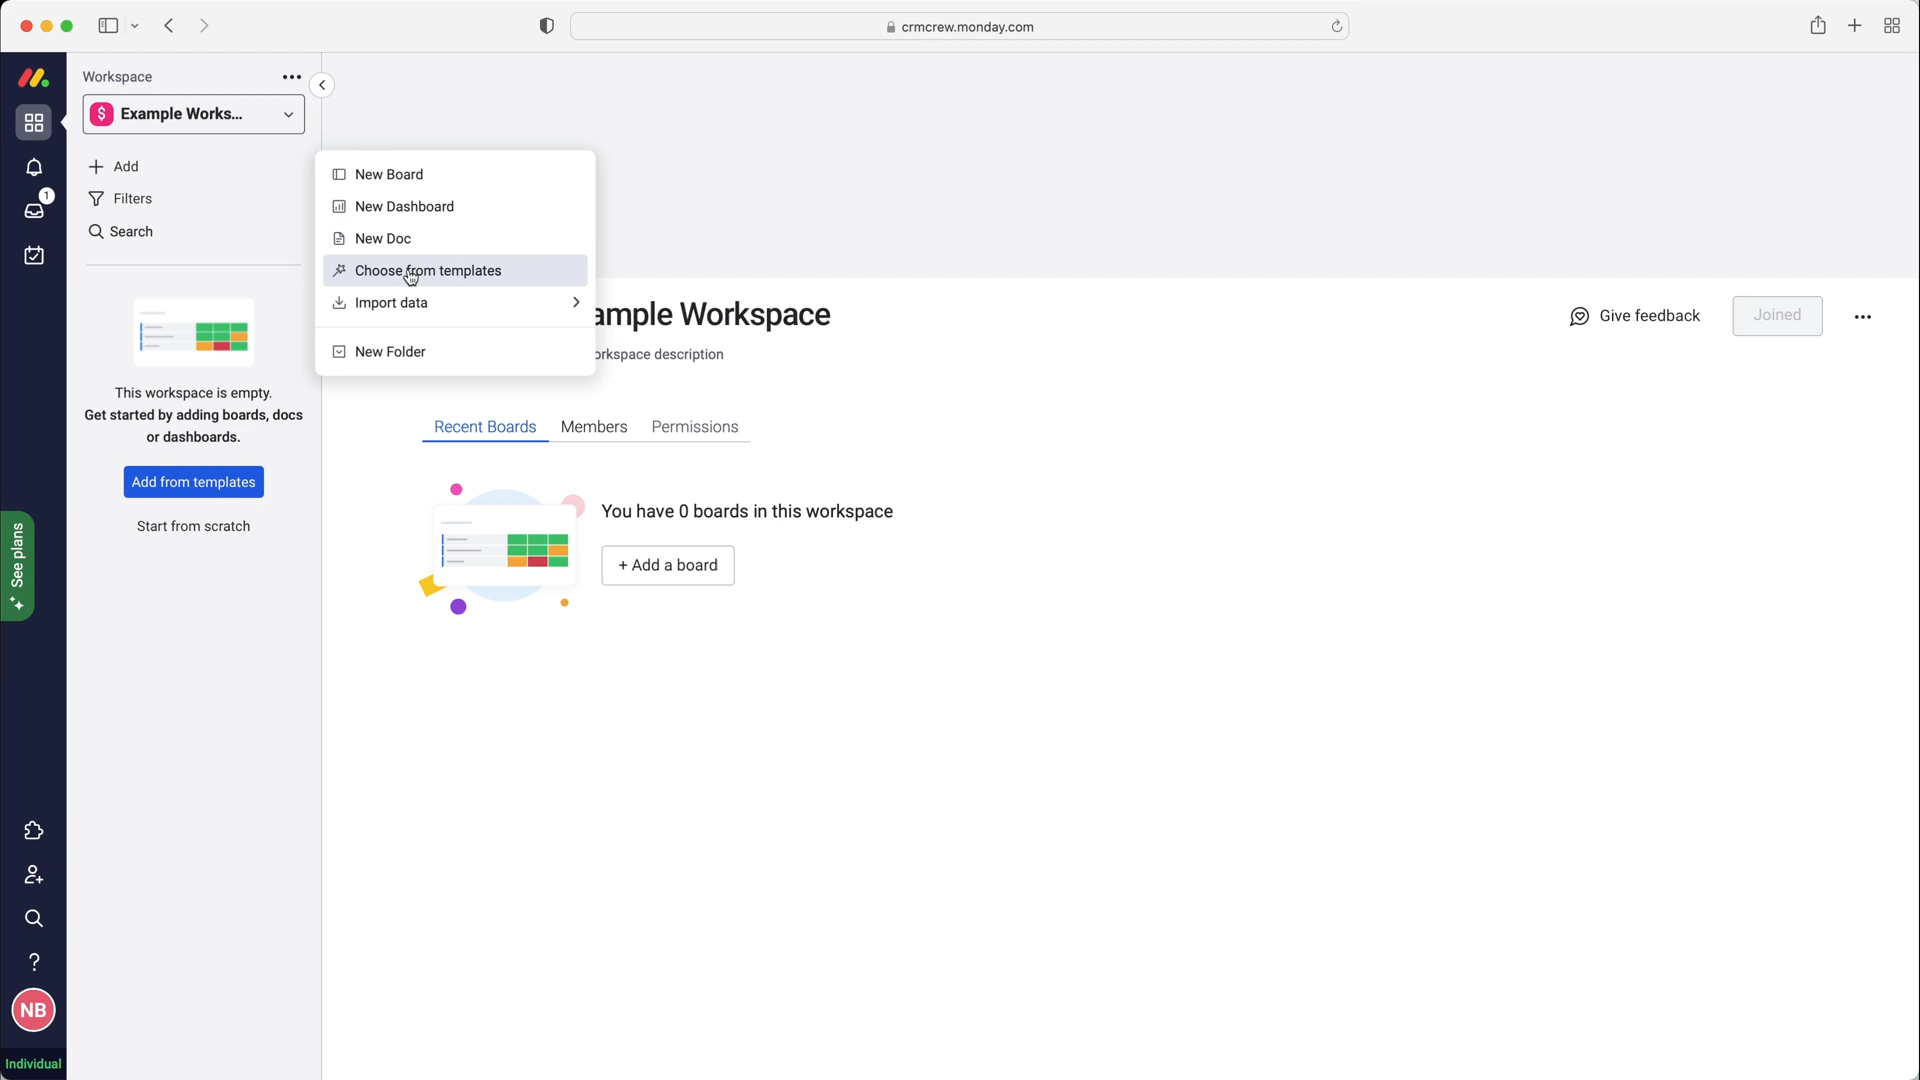 crmcrew.monday.com
Workspace
$ Example Works...
Add
Filters
Search
1
New Board
New Dashboard
New Doc
Choose from templates
Import data
New Folder
This workspace is empty.
Get started by adding boards, docs
or dashboards.
Add from templates
Start from scratch
ample Workspace
orkspace description
Give feedback
Joined
Recent Boards
Members
Permissions
You have 0 boards in this workspace
+ Add a board
See plans
?
NB
Individual